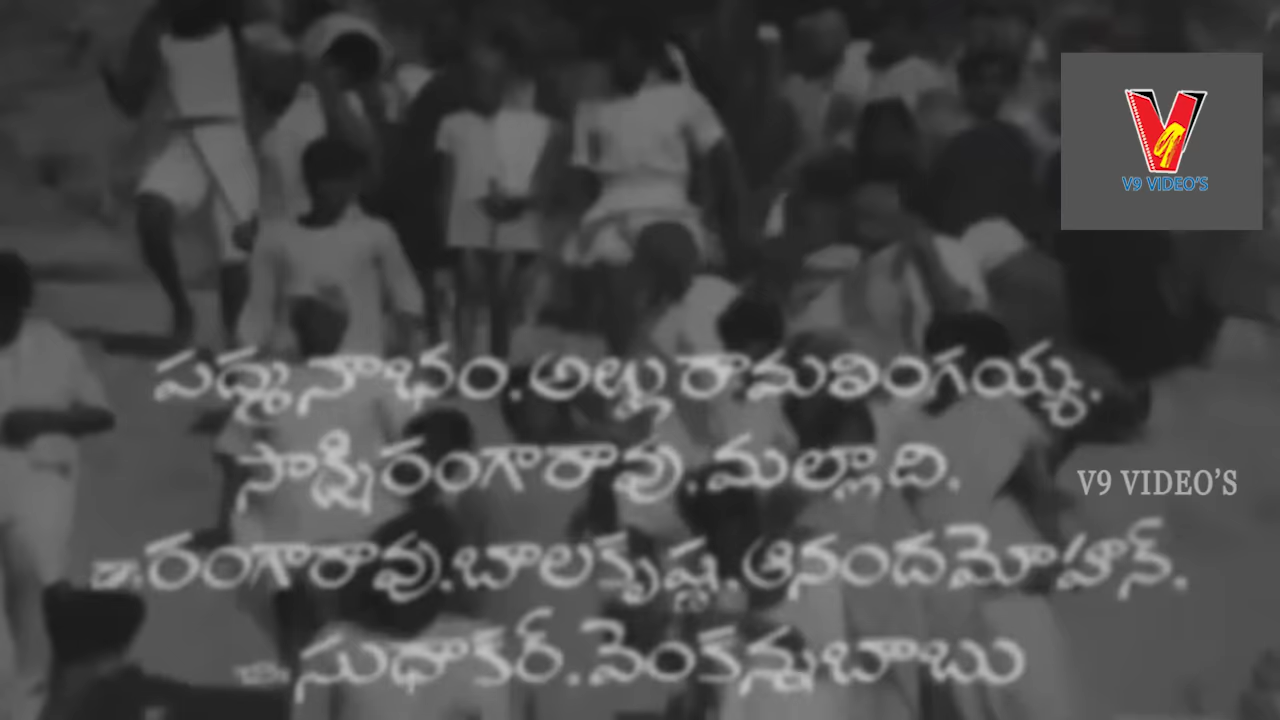 V9 VIDEO'S
పద్మనాభం. అల్లు రామలింగయ్య.
సాక్షి రంగారావు. మల్లాది.
V9 VIDEO'S
రంగారావు. బాలకృష్ణ. ఆనందమోహన్.
సుధాకర్. వెంకన్నబాబు